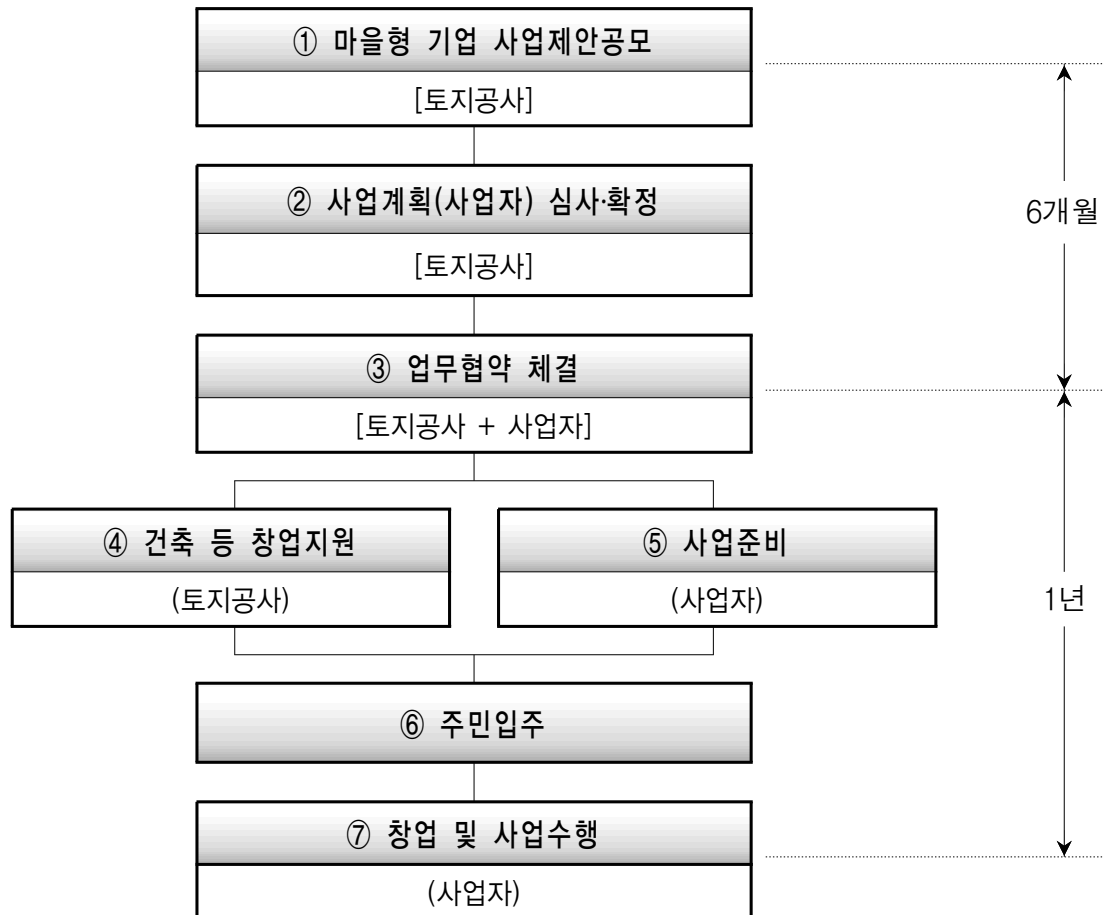 ① 마을형 기업 사업제안공모
[토지공사]
② 사업계획(사업자) 심사·확정
[토지공사]
6개월
③ 업무협약 체결
[토지공사 + 사업자]
④ 건축 등 창업지원
(토지공사)
⑤ 사업준비
(사업자)
1년
⑥ 주민입주
⑦ 창업 및 사업수행
(사업자)